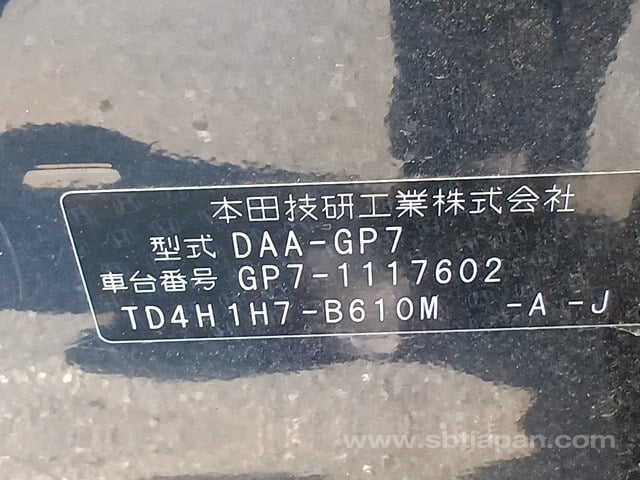 本田技研工業株式会社
型式 DAA-GP7
車台番号 GP7-1117602
TD4H1H7-B610M -A -J
www.sbtjapan.com